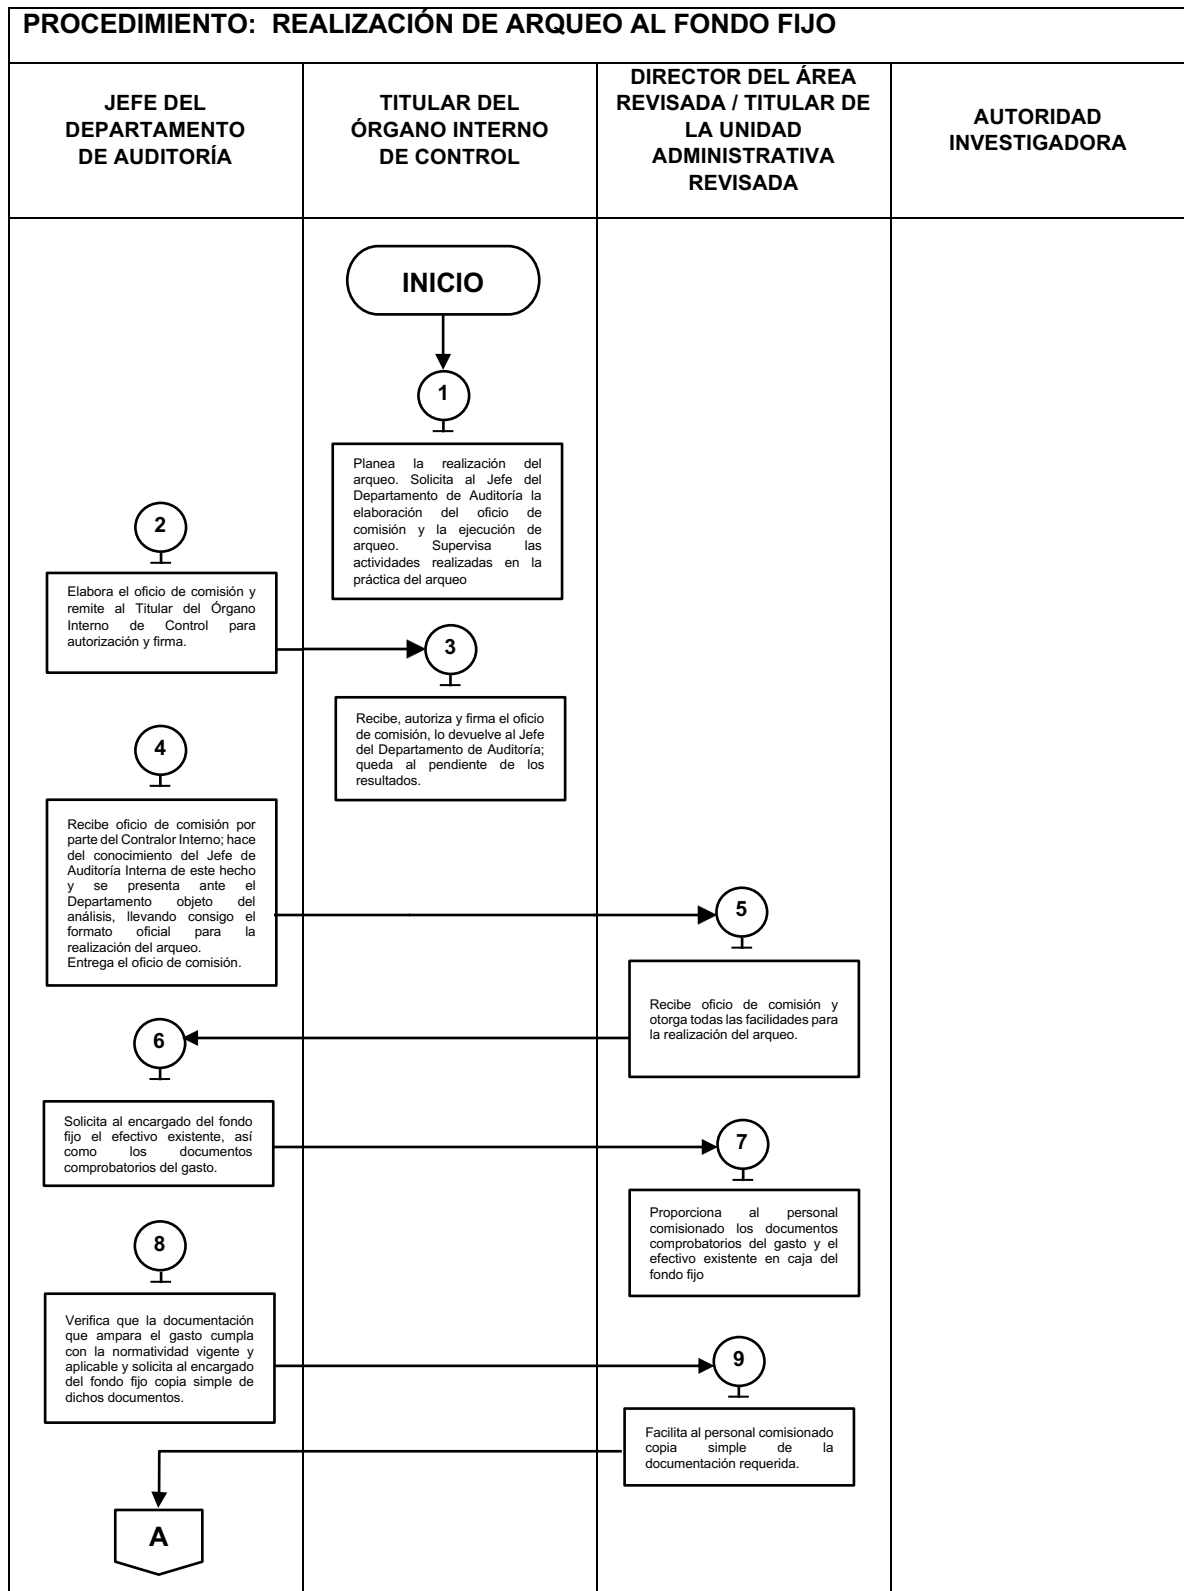 PROCEDIMIENTO: REALIZACIÓN DE ARQUEO AL FONDO FIJO
JEFE DEL
DEPARTAMENTO
DE AUDITORÍA
TITULAR DEL
ÓRGANO INTERNO
DE CONTROL
DIRECTOR DEL ÁREA
REVISADA / TITULAR DE
LA UNIDAD
ADMINISTRATIVA
REVISADA
AUTORIDAD
INVESTIGADORA
INICIO
1
Planea la realización del
arqueo. Solicita al Jefe del
Departamento de Auditoría la
elaboración del oficio de
comisión y la ejecución de
arqueo. Supervisa las
actividades realizadas en la
práctica del arqueo
2
Elabora el oficio de comisión y
remite al Titular del Órgano
Interno de Control para
autorización y firma.
3
Recibe, autoriza y firma el oficio
de comisión, lo devuelve al Jefe
del Departamento de Auditoría;
queda al pendiente de los
resultados.
4
Recibe oficio de comisión por
parte del Contralor Interno; hace
del conocimiento del Jefe de
Auditoría Interna de este hecho
y se presenta ante el
Departamento objeto del
análisis, llevando consigo el
formato oficial para la
realización del arqueo.
Entrega el oficio de comisión.
5
Recibe oficio de comisión y
otorga todas las facilidades para
la realización del arqueo.
6
Solicita al encargado del fondo
fijo el efectivo existente, así
como los documentos
comprobatorios del gasto.
7
Proporciona al personal
comisionado los documentos
comprobatorios del gasto y el
efectivo existente en caja del
fondo fijo
8
Verifica que la documentación
que ampara el gasto cumpla
con la normatividad vigente y
aplicable y solicita al encargado
del fondo fijo copia simple de
dichos documentos.
9
Facilita al personal comisionado
copia simple de la
documentación requerida.
A